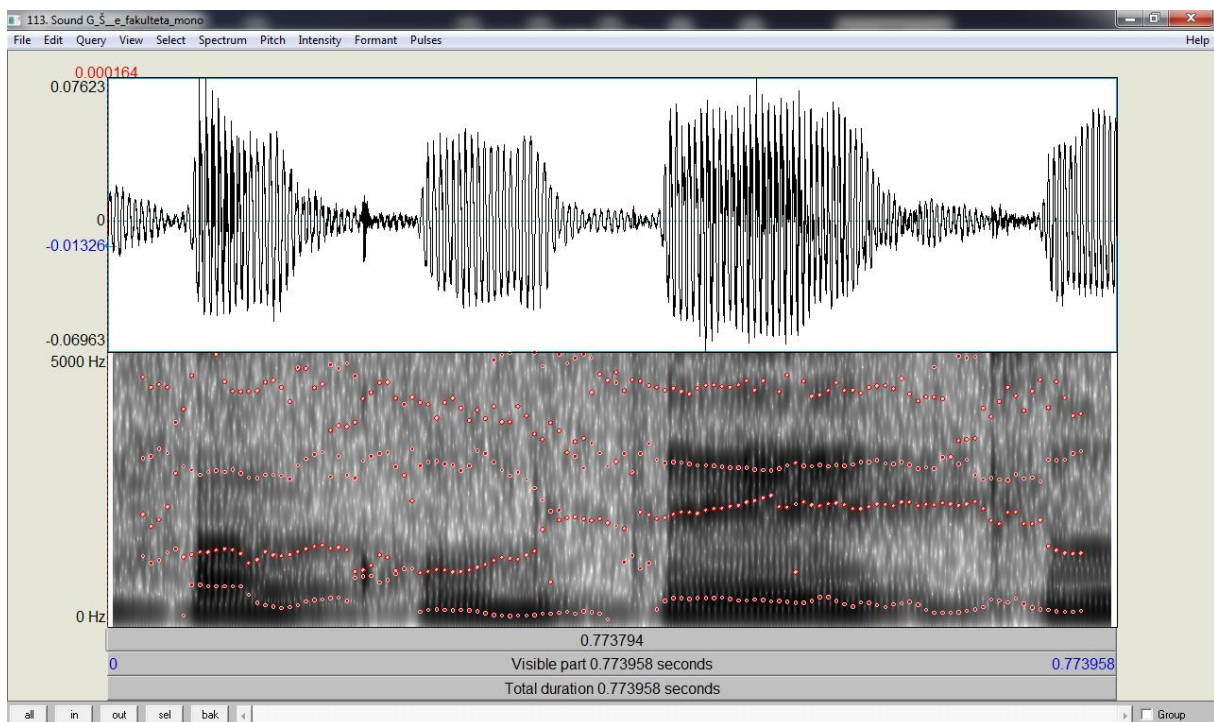 113. Sound G_Š__e_fakulteta_mono
File Edit Query View Select Spectrum Pitch Intensity Formant Pulses Help
0.000164
0.07623
0
-0.01326
-0.06963
5000 Hz
0 Hz
0.773794
0 Visible part 0.773958 seconds 0.773958
Total duration 0.773958 seconds
all in out sel bak Group